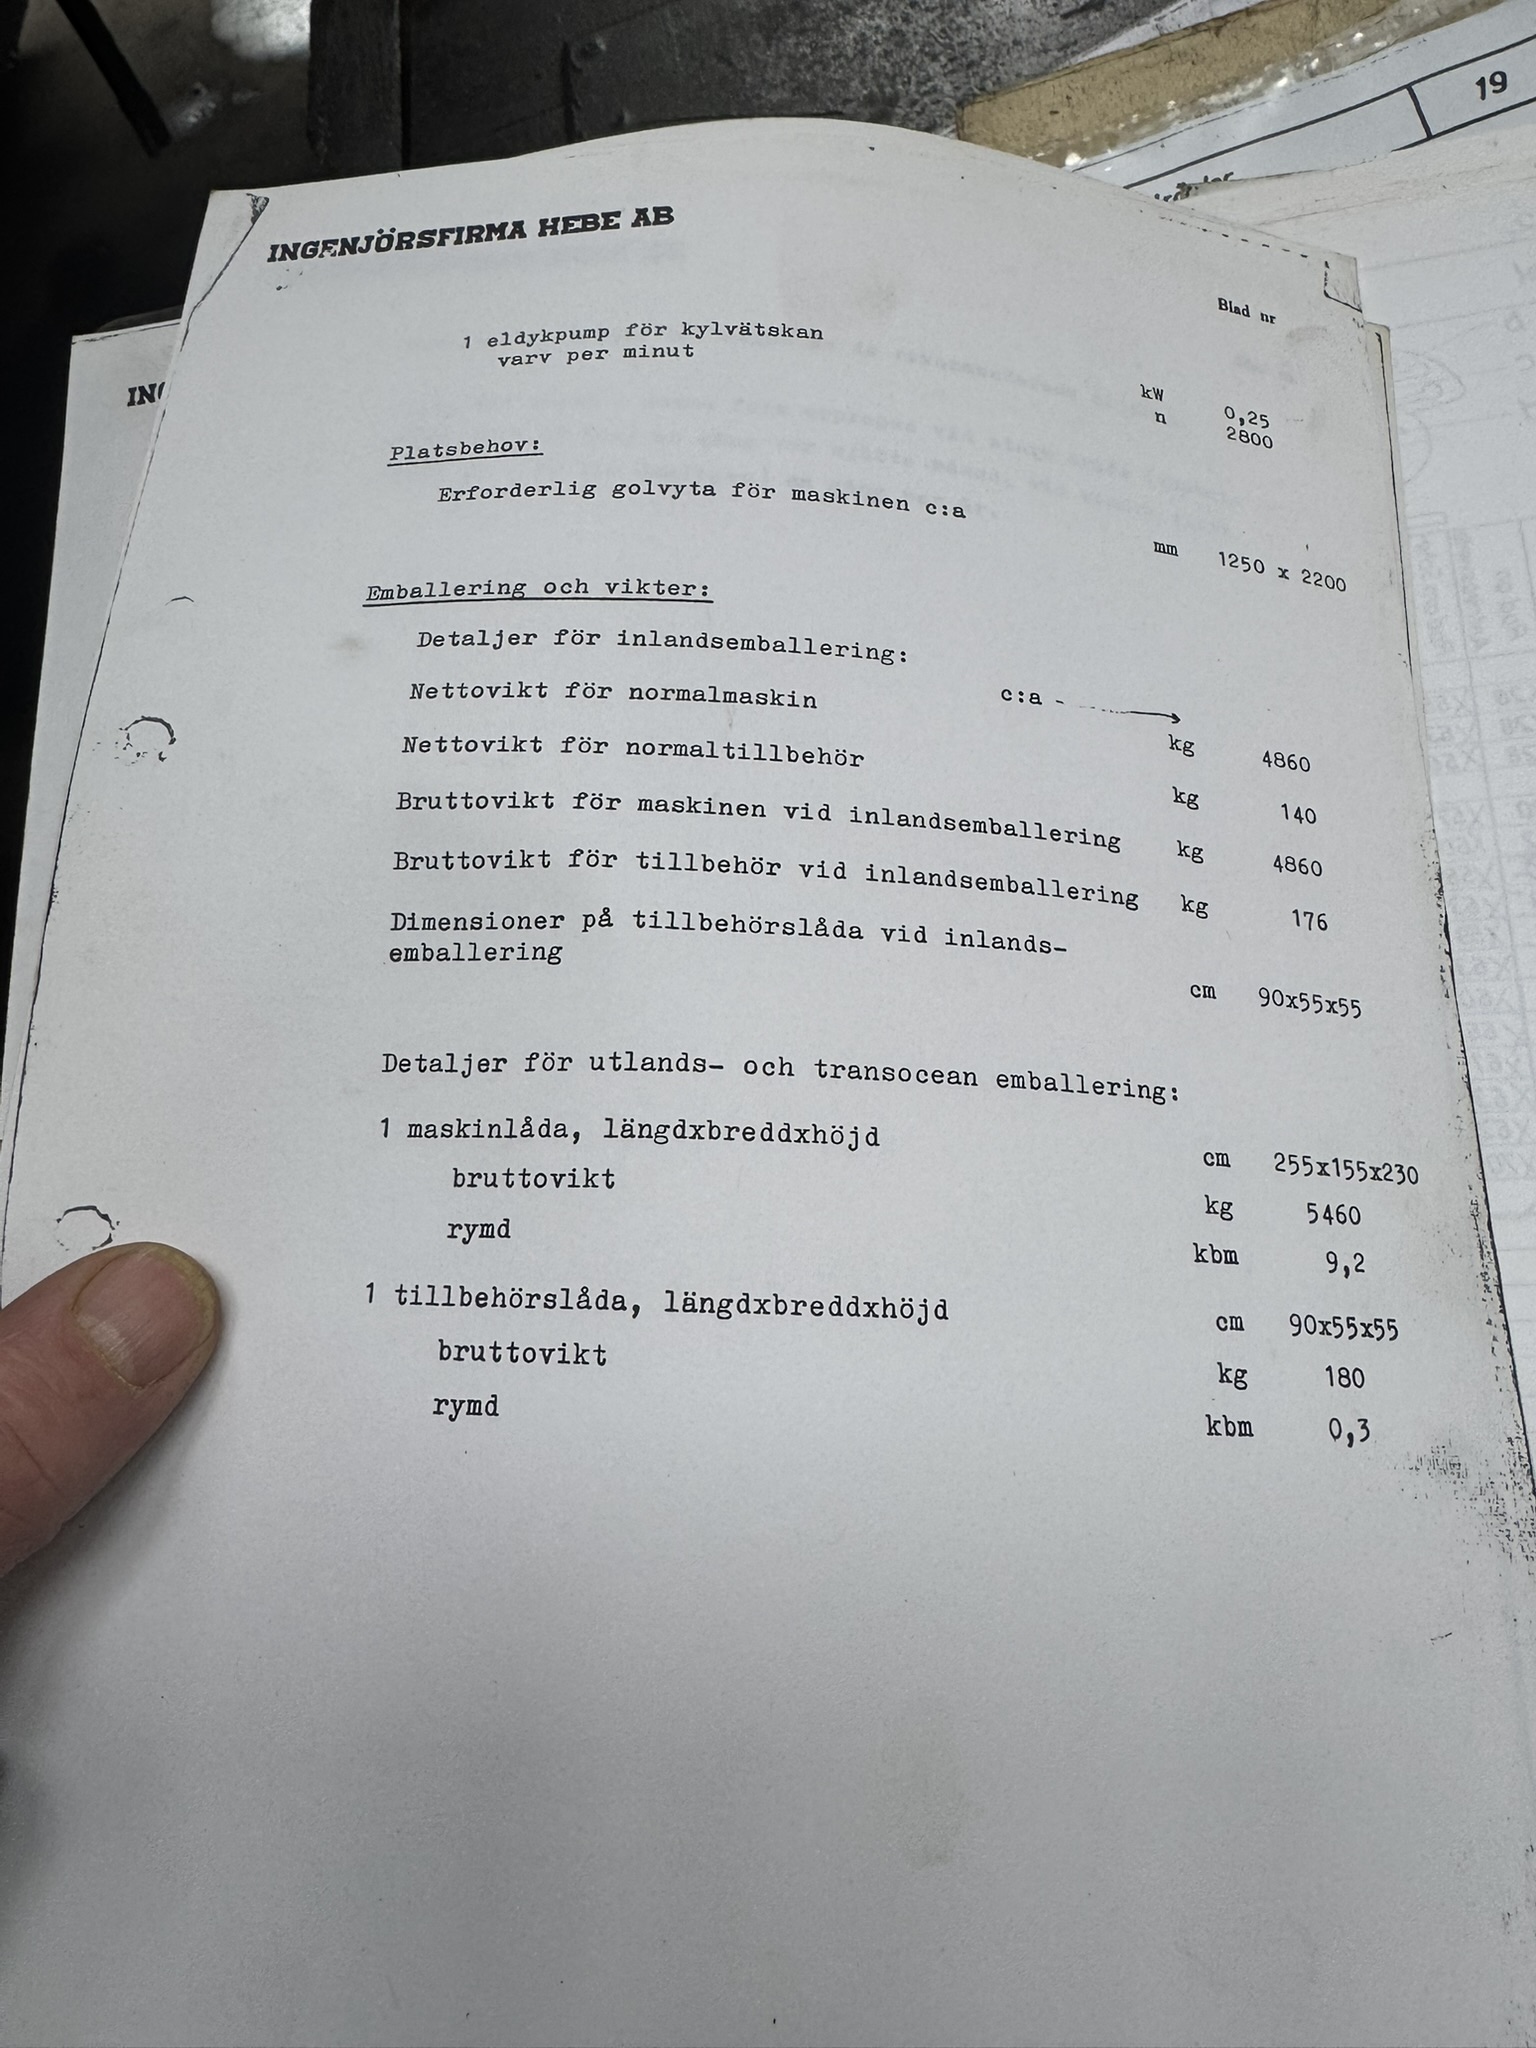 19
INGENJÖRSFIRMA HEBE AB
Blad nr
ING
1 eldykpump för kylvätskan kW 0,25
varv per minut n 2800
Platsbehov:
Erforderlig golvyta för maskinen c:a mm 1250 x 2200
Emballering och vikter:
Detaljer för inlandsemballering:
Nettovikt för normalmaskin c:a - kg 4860
Nettovikt för normaltillbehör kg 140
Bruttovikt för maskinen vid inlandsemballering kg 4860
Bruttovikt för tillbehör vid inlandsemballering kg 176
Dimensioner på tillbehörslåda vid inlands-
emballering cm 90x55x55
Detaljer för utlands- och transocean emballering:
1 maskinlåda, längdxbreddxhöjd cm 255x155x230
bruttovikt kg 5460
rymd kbm 9,2
1 tillbehörslåda, längdxbreddxhöjd cm 90x55x55
bruttovikt kg 180
rymd kbm 0,3